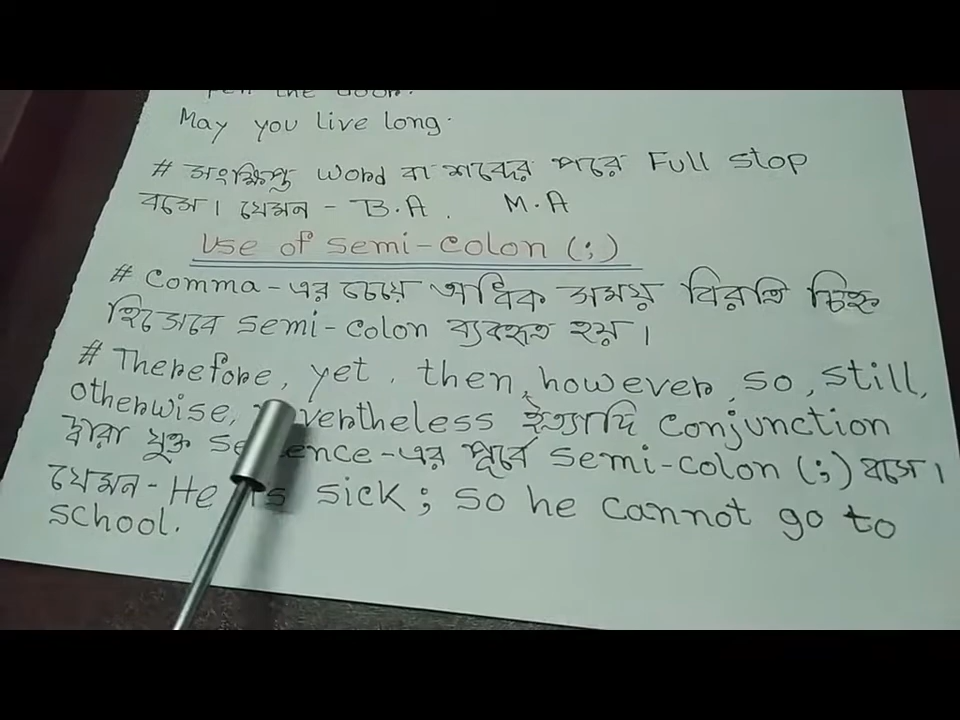 the door.
May you live long.
# সংক্ষিপ্ত word বা শব্দের পরে Full stop
বসে। যেমন - B.A. M.A
Use of semi-colon (;)
# Comma-এর চেয়ে অধিক সময় বিরতি চিহ্ন
হিসেবে semi-colon ব্যবহৃত হয়।
# Therefore, yet, then, however, so, still,
otherwise, nevertheless ইত্যাদি conjunction
দ্বারা যুক্ত sentence-এর পূর্বে semi-colon (;) বসে।
যেমন - He is sick; so he cannot go to
school.